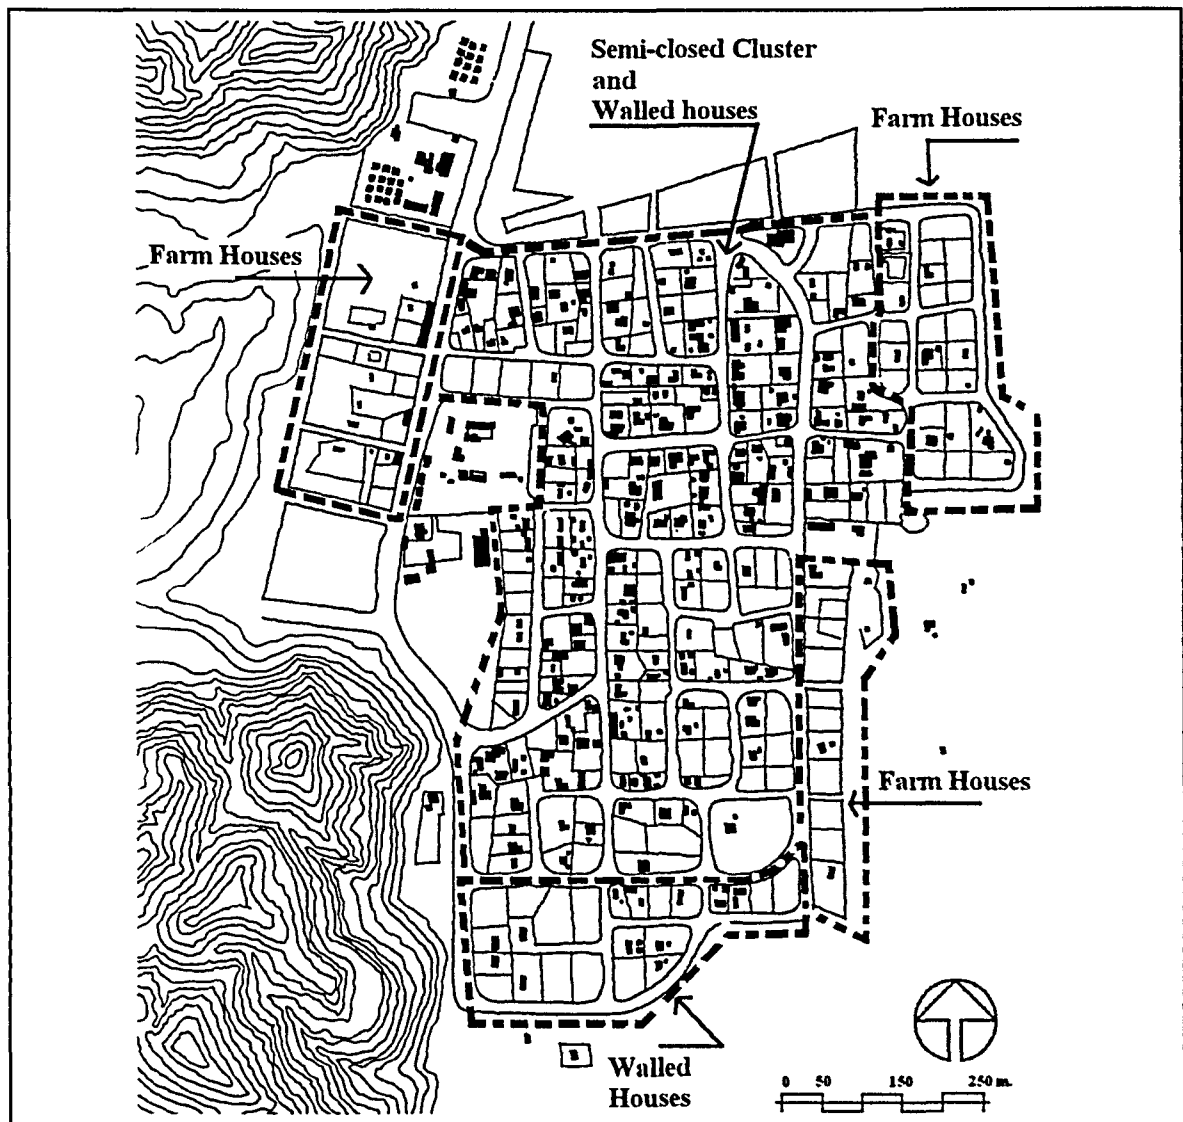 Semi-closed Cluster
and
Walled houses
Farm Houses
Farm Houses
Farm Houses
Walled
Houses
0 50 150 250 m.